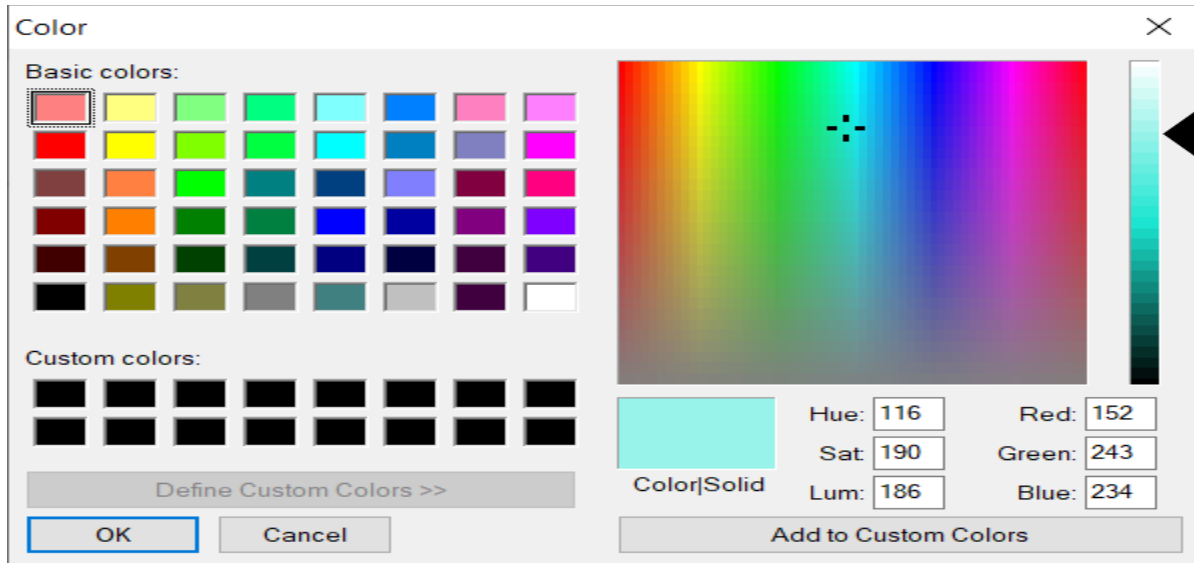 Color
Basic colors:
Custom colors:
Define Custom Colors >>
OK Cancel
Hue: 116 Red: 152
Sat: 190 Green: 243
Color|Solid Lum: 186 Blue: 234
Add to Custom Colors